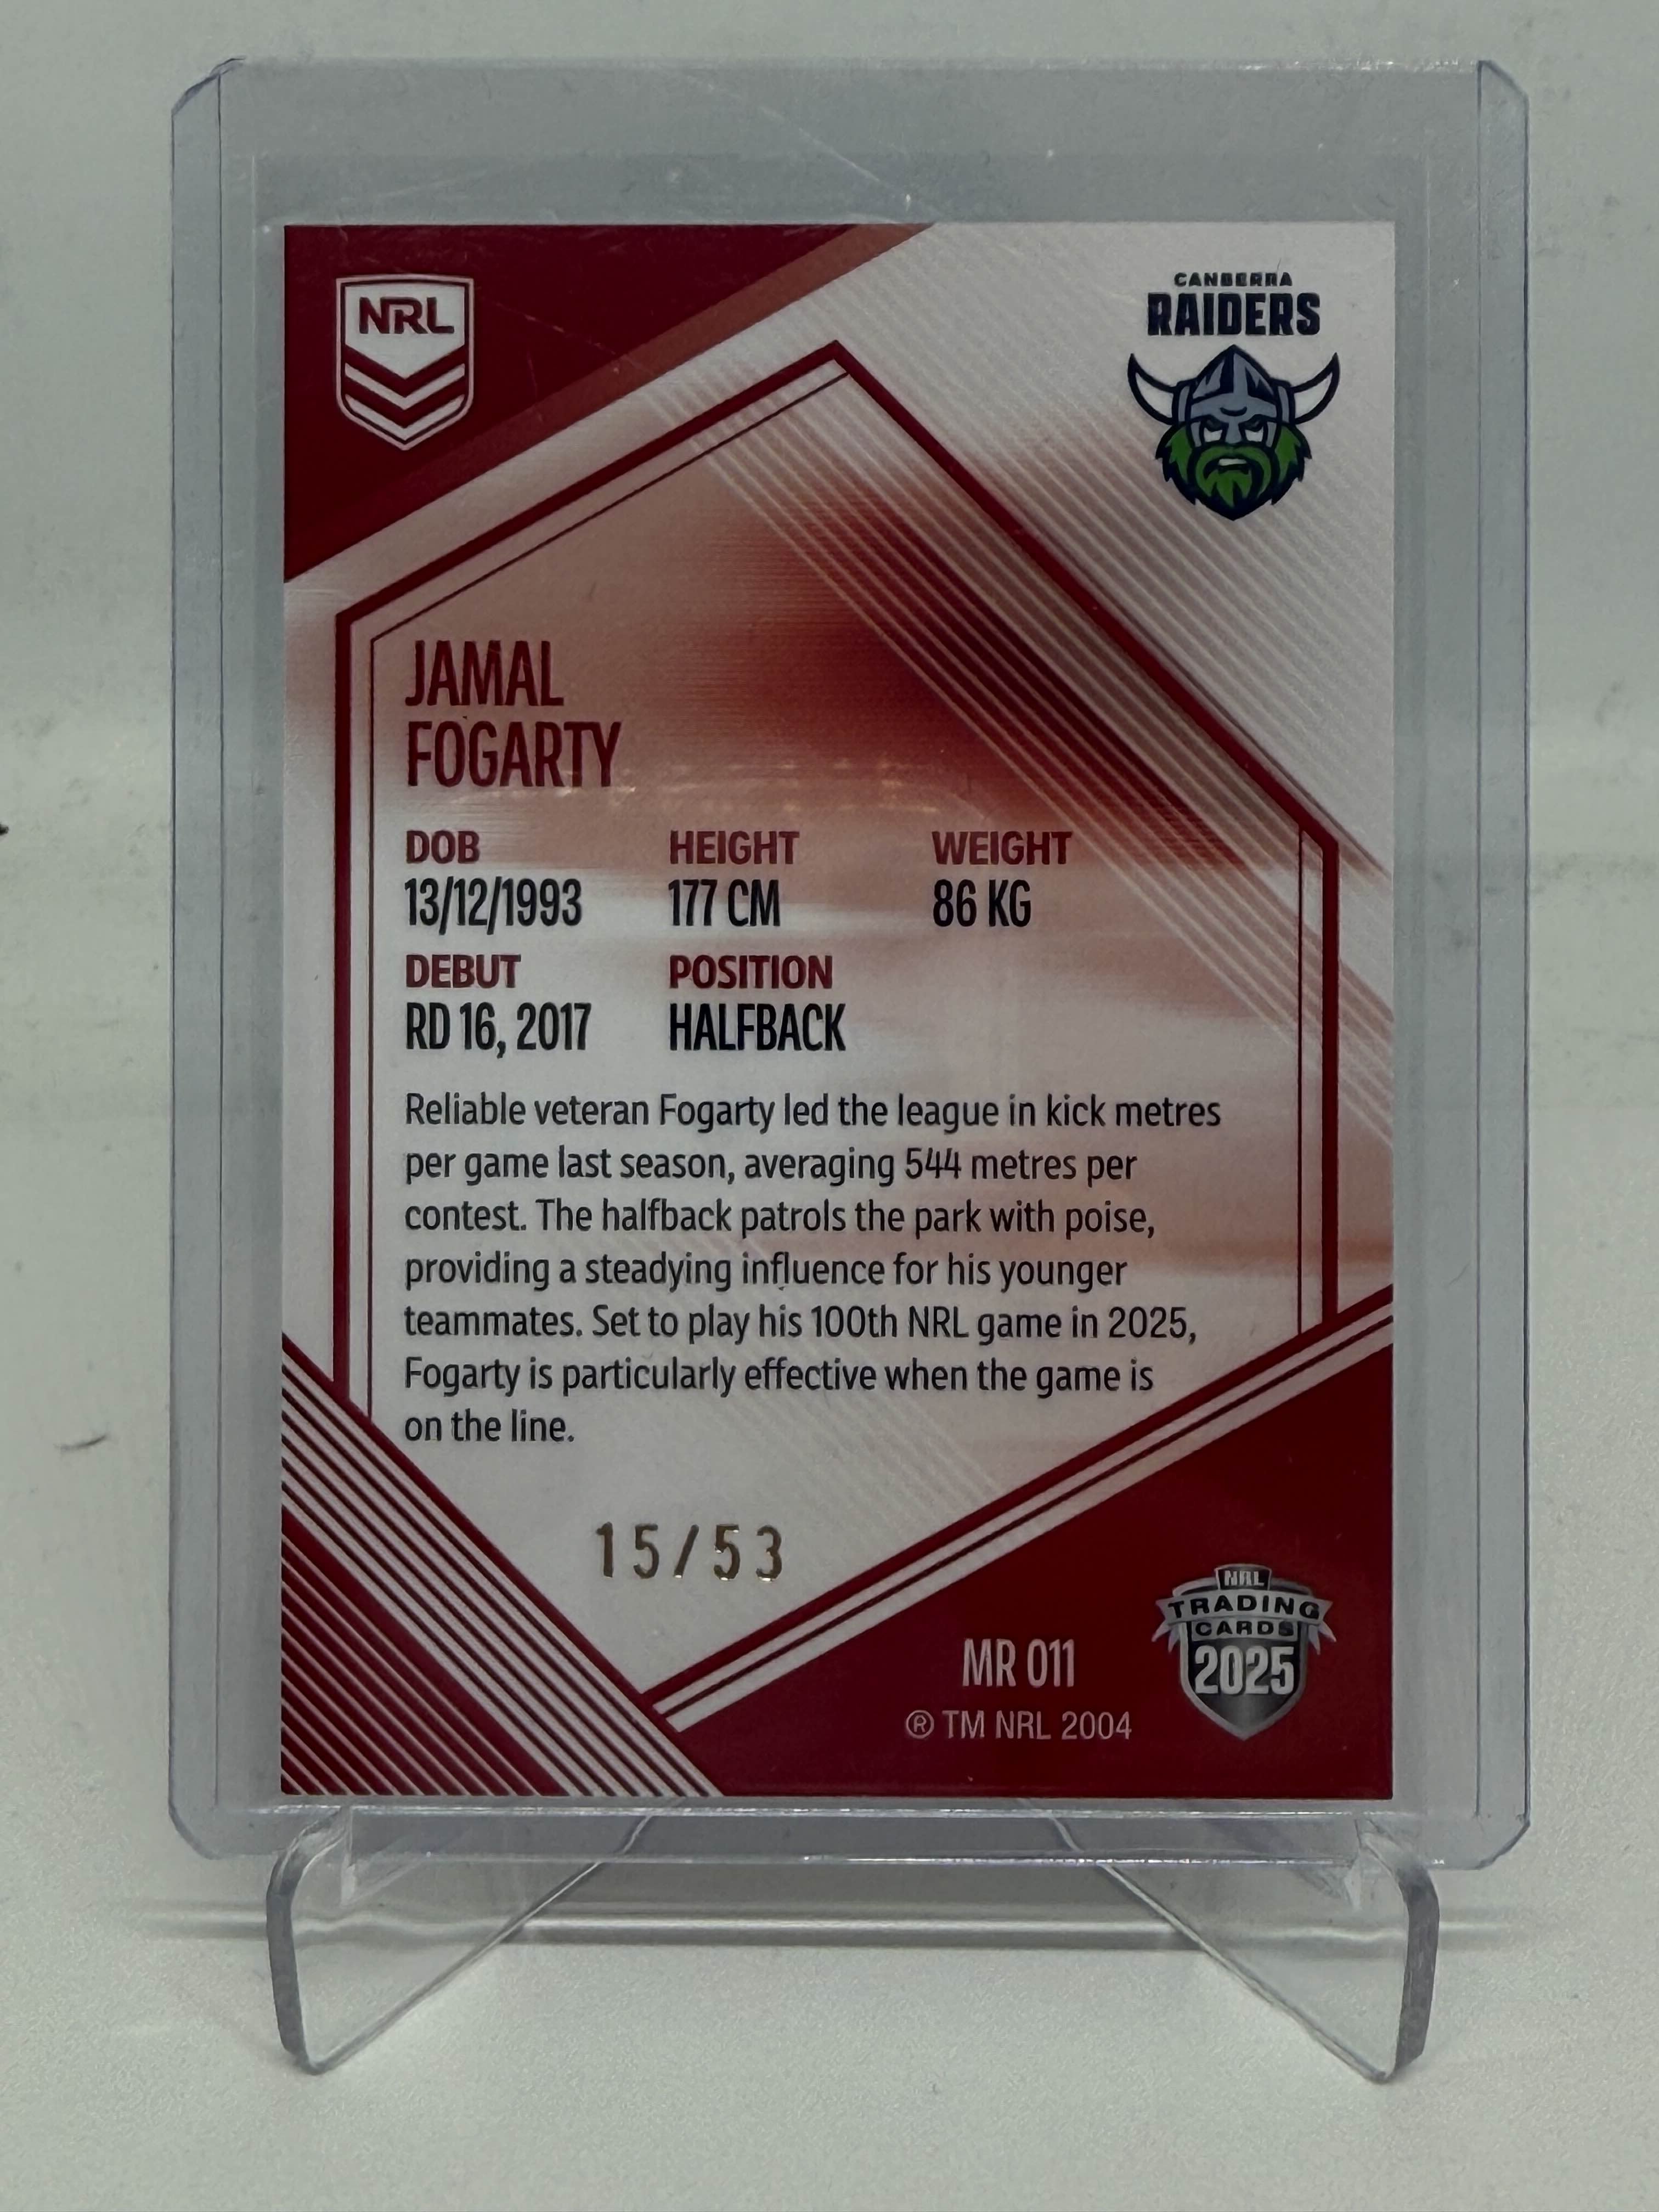 NRL
CANBERRA
RAIDERS
JAMAL
FOGARTY
DOB
13/12/1993
HEIGHT
177 CM
WEIGHT
86 KG
DEBUT
RD 16, 2017
POSITION
HALFBACK
Reliable veteran Fogarty led the league in kick metres
per game last season, averaging 544 metres per
contest. The halfback patrols the park with poise,
providing a steadying influence for his younger
teammates. Set to play his 100th NRL game in 2025,
Fogarty is particularly effective when the game is
on the line.
15/53
MR 011
® TM NRL 2004
NRL
TRADING
CARDS
2025